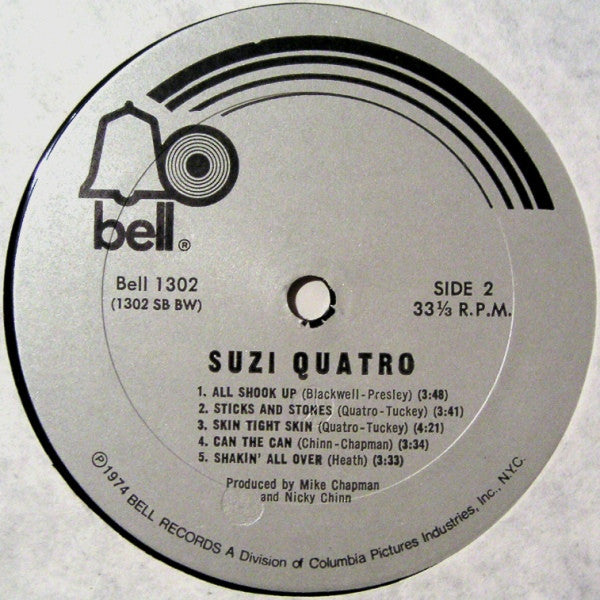 bell®
Bell 1302
(1302 SB BW)
SIDE 2
33⅓ R.P.M.
SUZI QUATRO
1. ALL SHOOK UP (Blackwell-Presley) (3:48)
2. STICKS AND STONES (Quatro-Tuckey) (3:41)
3. SKIN TIGHT SKIN (Quatro-Tuckey) (4:21)
4. CAN THE CAN (Chinn-Chapman) (3:34)
5. SHAKIN' ALL OVER (Heath) (3:33)
Produced by Mike Chapman
and Nicky Chinn
℗1974 BELL RECORDS A Division of Columbia Pictures Industries, Inc., N.Y.C.